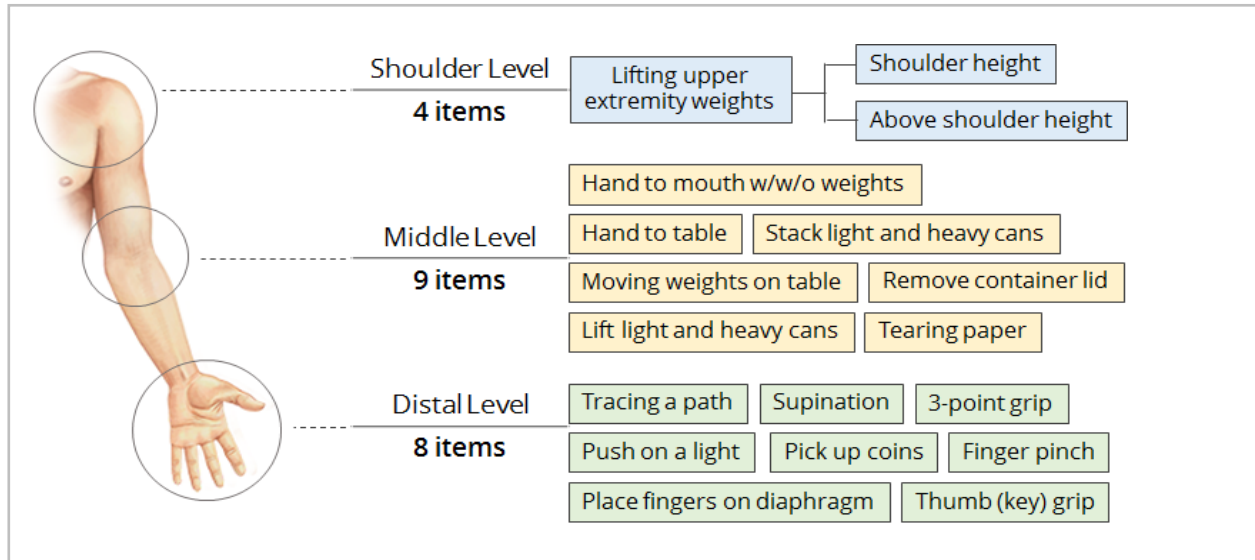 Shoulder Level
4 items
Lifting upper
extremity weights
Shoulder height
Above shoulder height
Middle Level
9 items
Hand to mouth w/w/o weights
Hand to table
Stack light and heavy cans
Moving weights on table
Remove container lid
Lift light and heavy cans
Tearing paper
Distal Level
8 items
Tracing a path
Supination
3-point grip
Push on a light
Pick up coins
Finger pinch
Place fingers on diaphragm
Thumb (key) grip